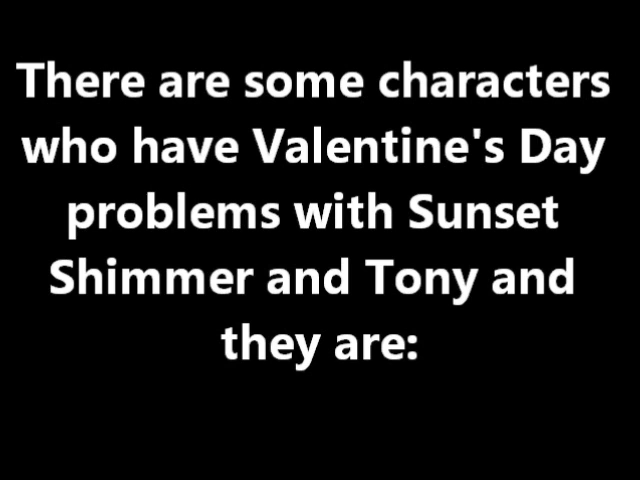 There are some characters
who have Valentine's Day
problems with Sunset
Shimmer and Tony and
they are: